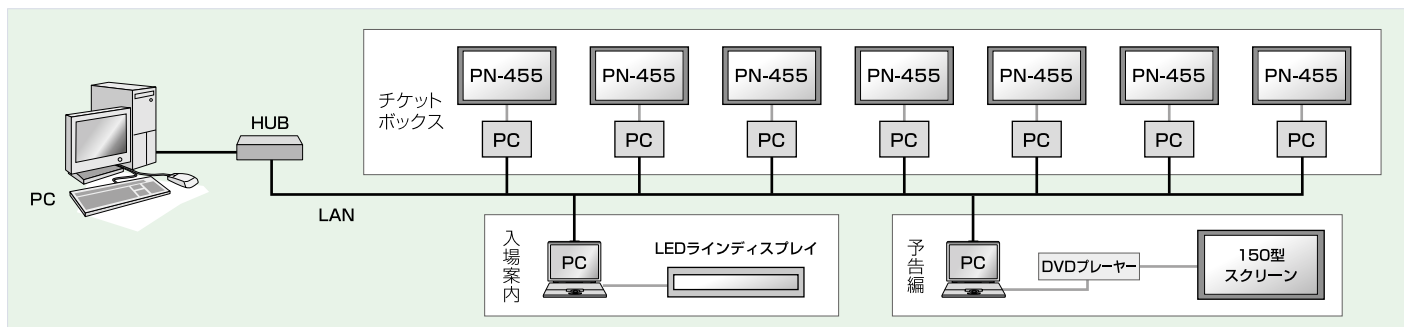 PN-455
PN-455
PN-455
PN-455
PN-455
PN-455
PN-455
チケット
ボックス
PC
PC
PC
PC
PC
PC
PC
HUB
PC
LAN
入場案内
PC
LEDラインディスプレイ
予告編
PC
DVDプレーヤー
150型
スクリーン